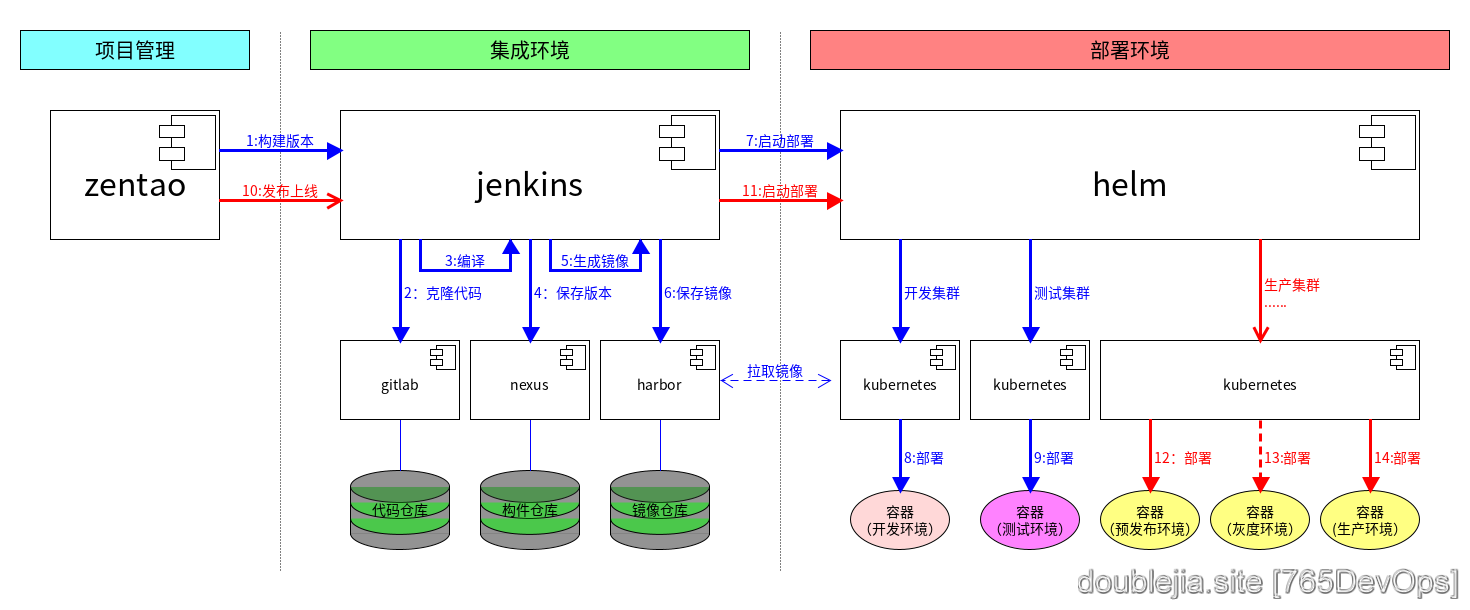 项目管理
集成环境
部署环境
zentao
1:构建版本
10:发布上线
jenkins
7:启动部署
11:启动部署
helm
3:编译
5:生成镜像
2：克隆代码
4：保存版本
6:保存镜像
开发集群
测试集群
生产集群
......
gitlab
nexus
harbor
拉取镜像
kubernetes
kubernetes
kubernetes
8:部署
9:部署
12：部署
13:部署
14:部署
代码仓库
构件仓库
镜像仓库
容器
（开发环境）
容器
（测试环境）
容器
（预发布环境）
容器
（灰度环境）
容器
（生产环境）
doublejia.site [765DevOps]